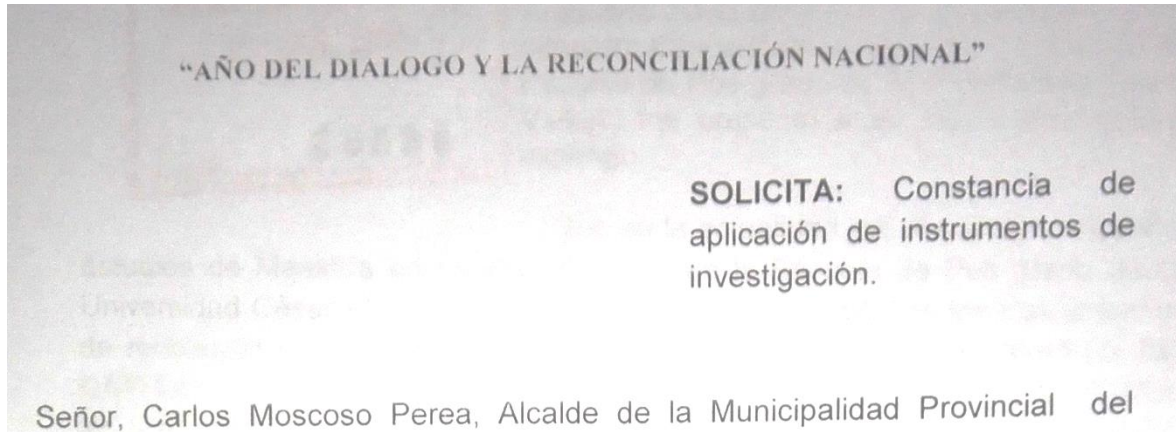 “AÑO DEL DIALOGO Y LA RECONCILIACIÓN NACIONAL”
SOLICITA: Constancia de
aplicación de instrumentos de
investigación.
Señor, Carlos Moscoso Perea, Alcalde de la Municipalidad Provincial del